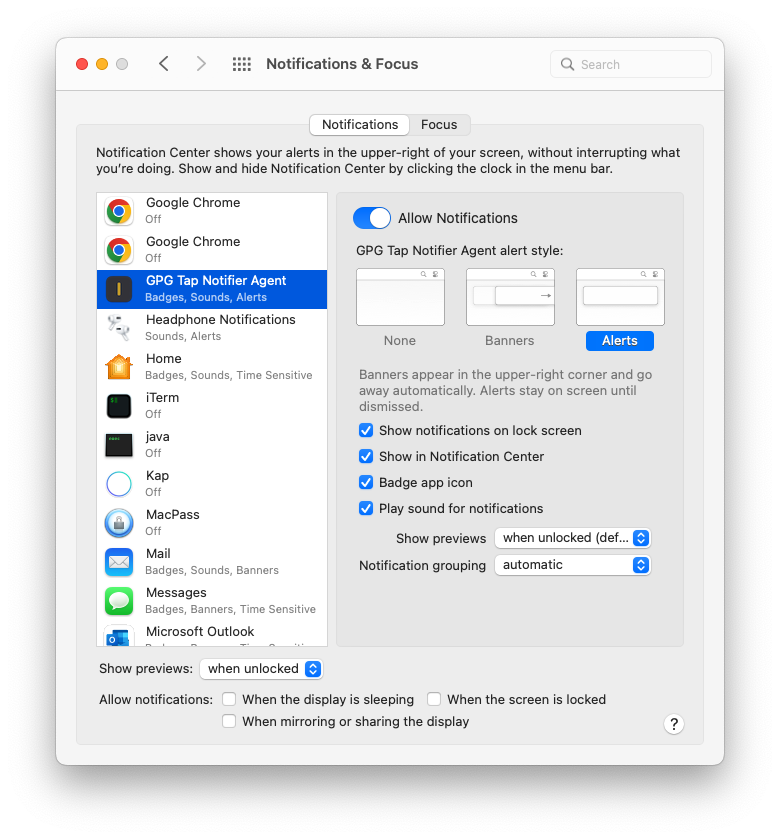 Notifications & Focus
Search
Notifications
Focus
Notification Center shows your alerts in the upper-right of your screen, without interrupting what
you're doing. Show and hide Notification Center by clicking the clock in the menu bar.
Google Chrome
Off
Google Chrome
Off
GPG Tap Notifier Agent
Badges, Sounds, Alerts
Headphone Notifications
Sounds, Alerts
Home
Badges, Sounds, Time Sensitive
iTerm
Off
java
Off
Kap
Off
MacPass
Off
Mail
Badges, Sounds, Banners
Messages
Badges, Banners, Time Sensitive
Microsoft Outlook
Allow Notifications
GPG Tap Notifier Agent alert style:
None
Banners
Alerts
Banners appear in the upper-right corner and go
away automatically. Alerts stay on screen until
dismissed.
Show notifications on lock screen
Show in Notification Center
Badge app icon
Play sound for notifications
Show previews
when unlocked (def...
Notification grouping
automatic
Show previews:
when unlocked
Allow notifications:
When the display is sleeping
When the screen is locked
When mirroring or sharing the display
?